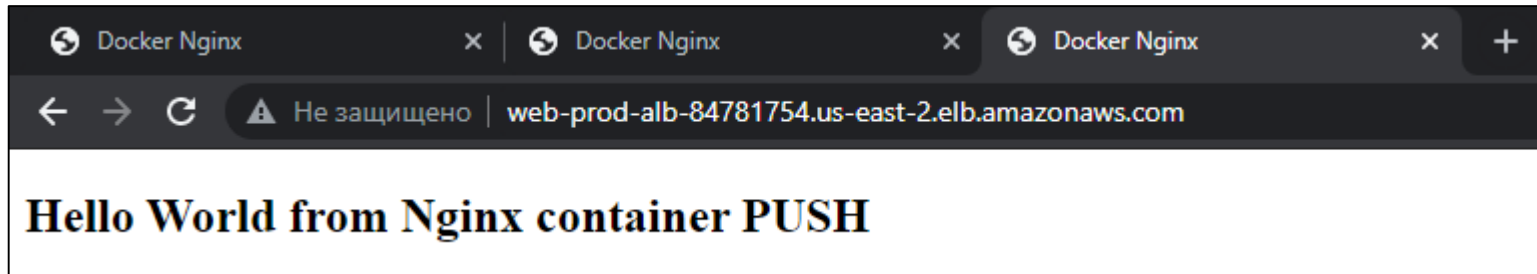 Docker Nginx Docker Nginx Docker Nginx
Не защищено web-prod-alb-84781754.us-east-2.elb.amazonaws.com
Hello World from Nginx container PUSH